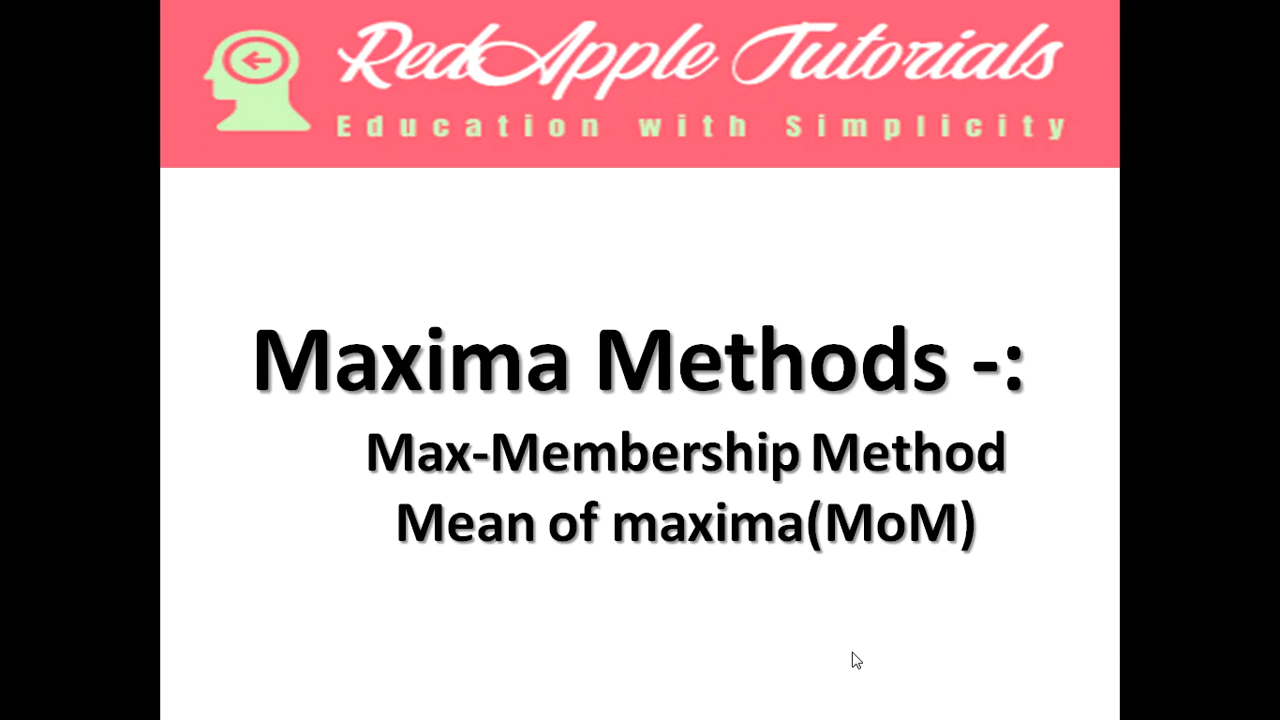 RedApple Tutorials
Education with Simplicity
Maxima Methods -:
Max-Membership Method
Mean of maxima(MoM)